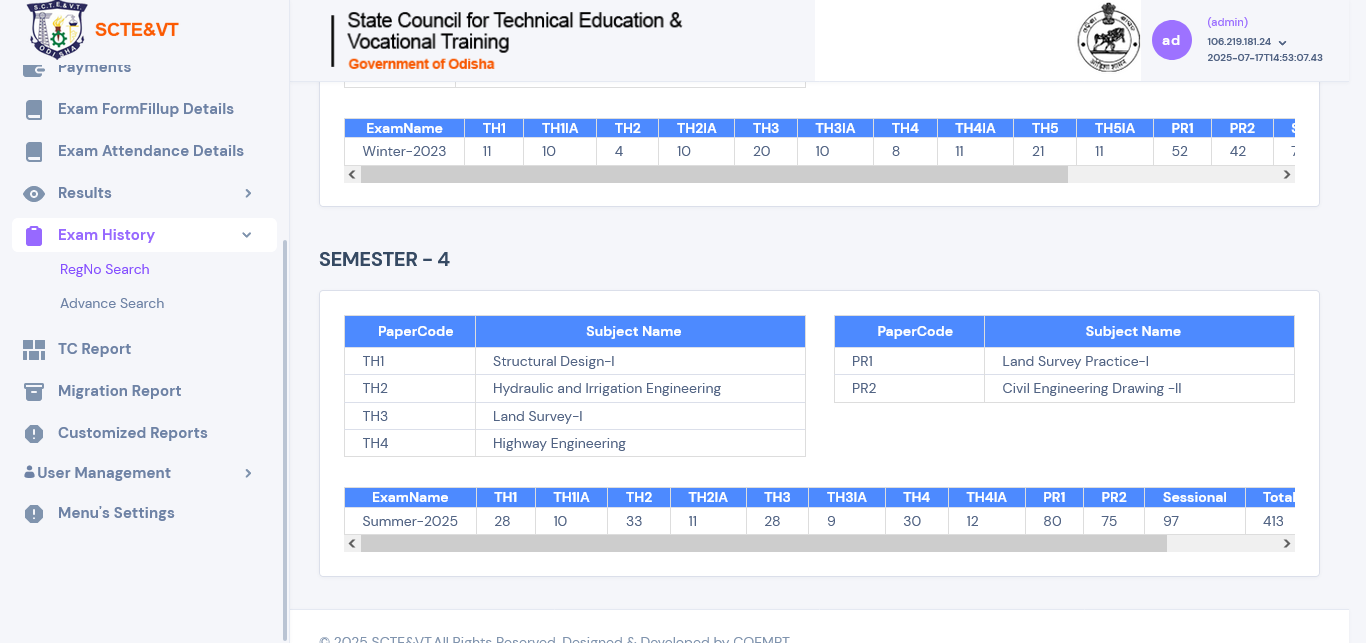 S.C.T.E.&V.T.
ODISHA
SCTE&VT
State Council for Technical Education &
Vocational Training
Government of Odisha
ad
(admin)
106.219.181.24
2025-07-17T14:53:07.43
Payments
Exam FormFillup Details
Exam Attendance Details
Results
Exam History
RegNo Search
Advance Search
TC Report
Migration Report
Customized Reports
User Management
Menu's Settings
ExamName TH1 TH1IA TH2 TH2IA TH3 TH3IA TH4 TH4IA TH5 TH5IA PR1 PR2
Winter-2023 11 10 4 10 20 10 8 11 21 11 52 42
SEMESTER - 4
PaperCode Subject Name
TH1 Structural Design-I
TH2 Hydraulic and Irrigation Engineering
TH3 Land Survey-I
TH4 Highway Engineering
PaperCode Subject Name
PR1 Land Survey Practice-I
PR2 Civil Engineering Drawing -II
ExamName TH1 TH1IA TH2 TH2IA TH3 TH3IA TH4 TH4IA PR1 PR2 Sessional Total
Summer-2025 28 10 33 11 28 9 30 12 80 75 97 413
© 2025 SCTE&VT.All Rights Reserved. Designed & Developed by COEMPT